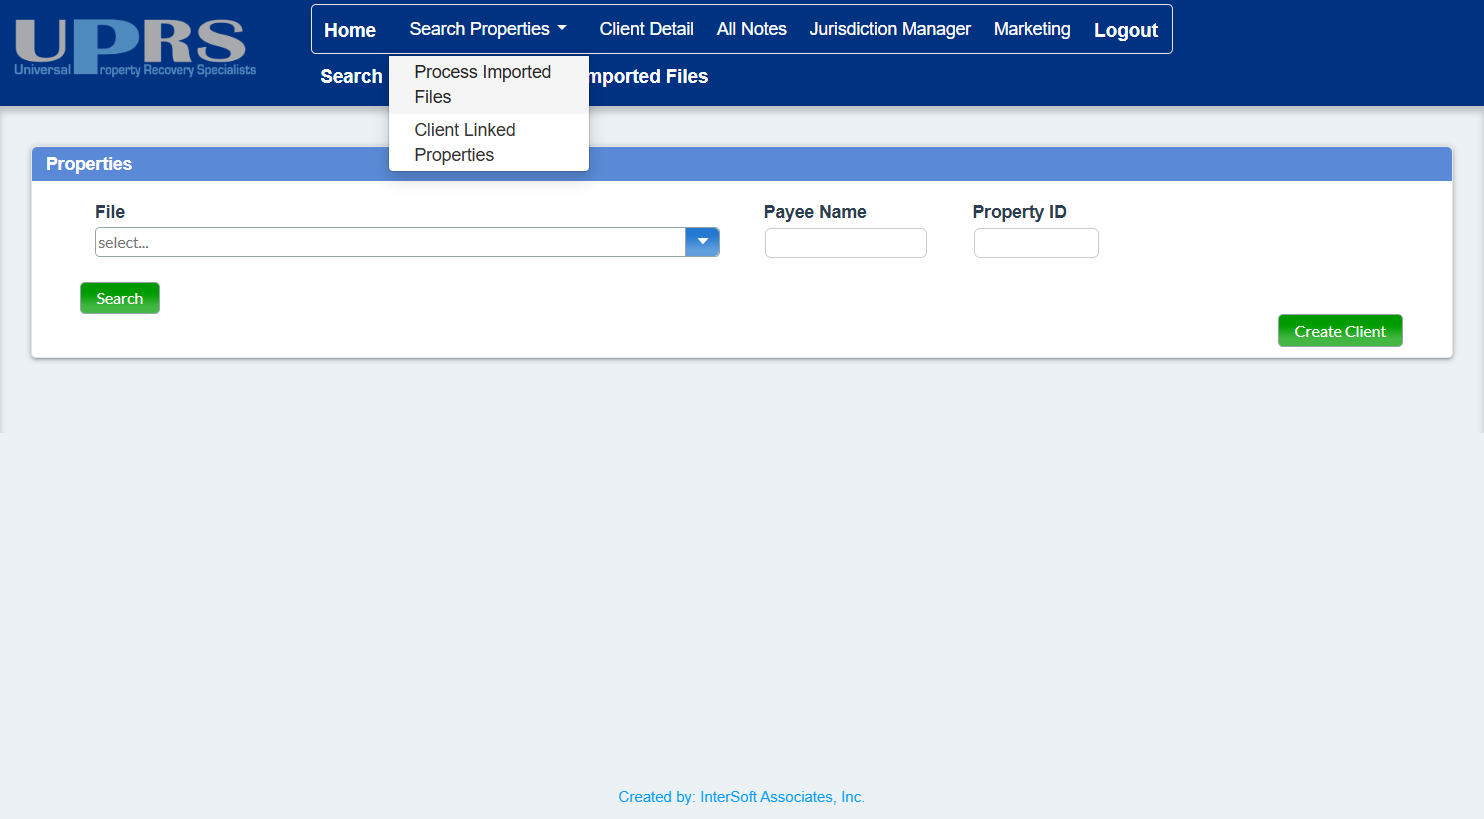 UPRS
Universal Property Recovery Specialists
Home Search Properties Client Detail All Notes Jurisdiction Manager Marketing Logout
Search mported Files
Process Imported
Files
Client Linked
Properties
Properties
File Payee Name Property ID
select...
Search
Create Client
Created by: InterSoft Associates, Inc.